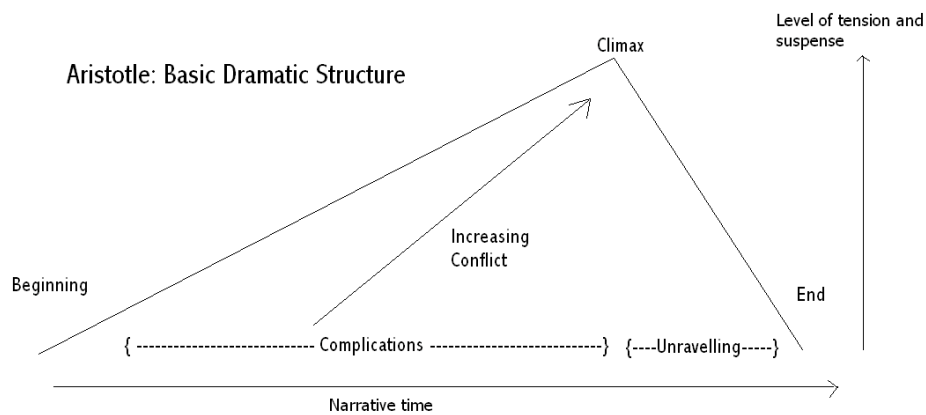 Level of tension and
suspense
Climax
Aristotle: Basic Dramatic Structure
Increasing
Conflict
Beginning
End
{ ---------------------------- Complications ---------------------------} {----Unravelling-----}
Narrative time